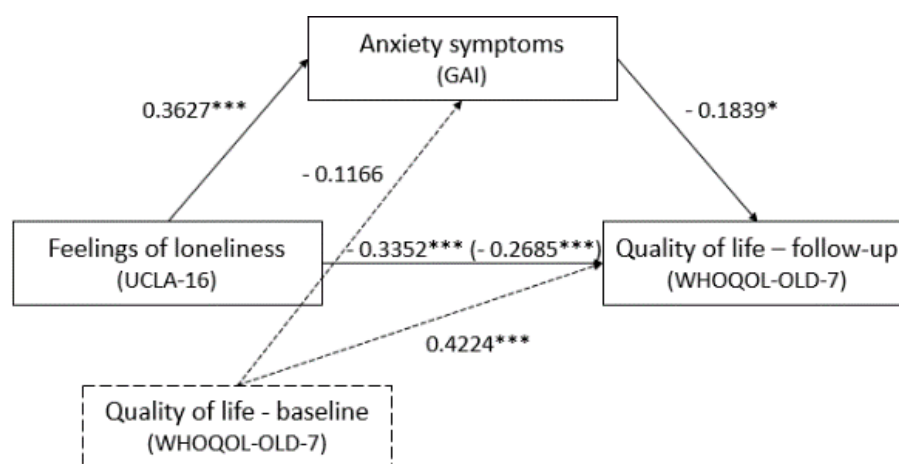 Anxiety symptoms
(GAI)
0.3627***
- 0.1839*
- 0.1166
Feelings of loneliness
(UCLA-16)
- 0.3352*** (- 0.2685***)
Quality of life – follow-up
(WHOQOL-OLD-7)
0.4224***
Quality of life - baseline
(WHOQOL-OLD-7)